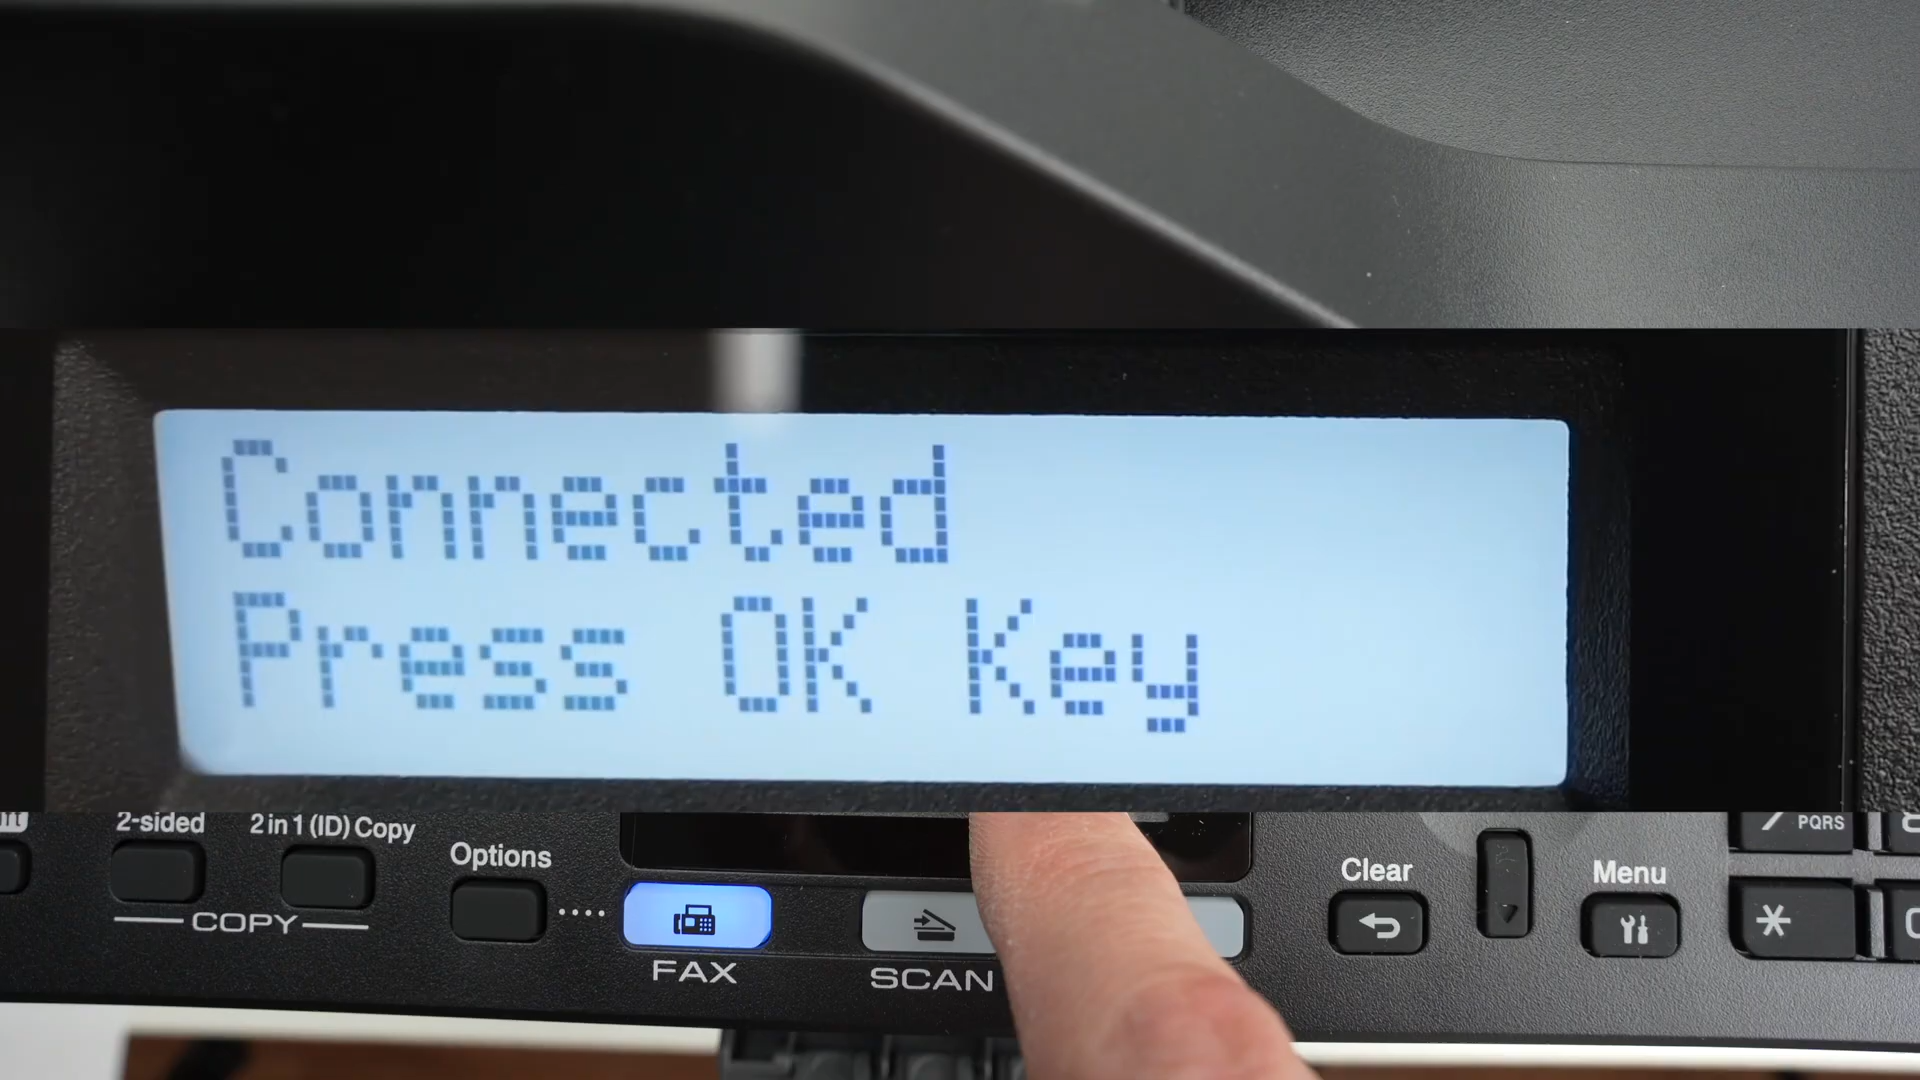 Connected
Press OK Key
2-sided
2 in 1 (ID) Copy
Options
COPY
FAX
SCAN
Clear
Menu
PQRS
*